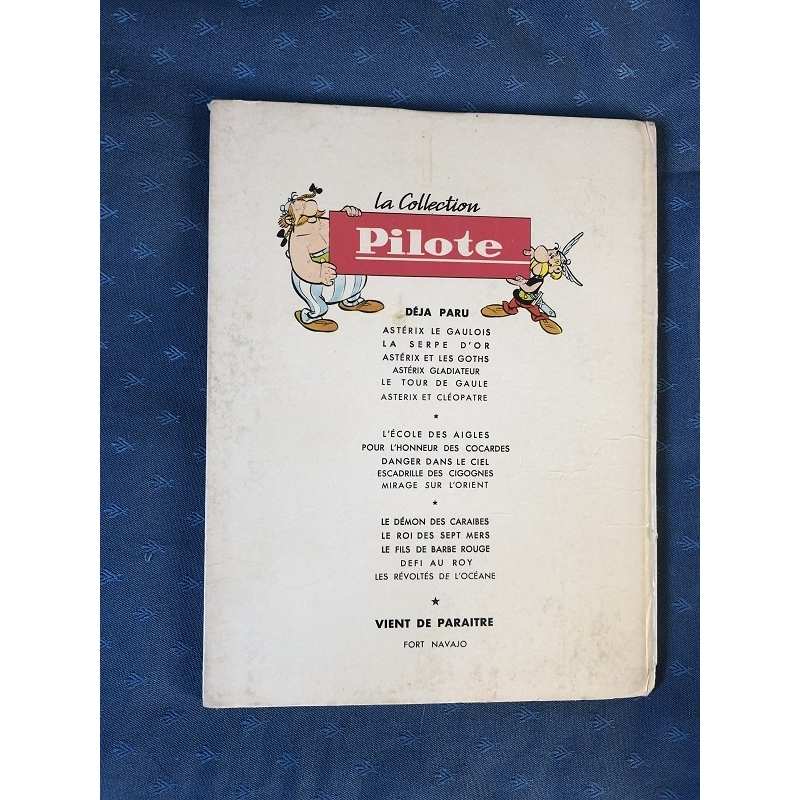 la Collection
Pilote
DÉJA PARU
ASTÉRIX LE GAULOIS
LA SERPE D'OR
ASTÉRIX ET LES GOTHS
ASTÉRIX GLADIATEUR
LE TOUR DE GAULE
ASTERIX ET CLÉOPATRE
★
L'ÉCOLE DES AIGLES
POUR L'HONNEUR DES COCARDES
DANGER DANS LE CIEL
ESCADRILLE DES CIGOGNES
MIRAGE SUR L'ORIENT
★
LE DÉMON DES CARAIBES
LE ROI DES SEPT MERS
LE FILS DE BARBE ROUGE
DEFI AU ROY
LES RÉVOLTÉS DE L'OCÉANE
★
VIENT DE PARAITRE
FORT NAVAJO